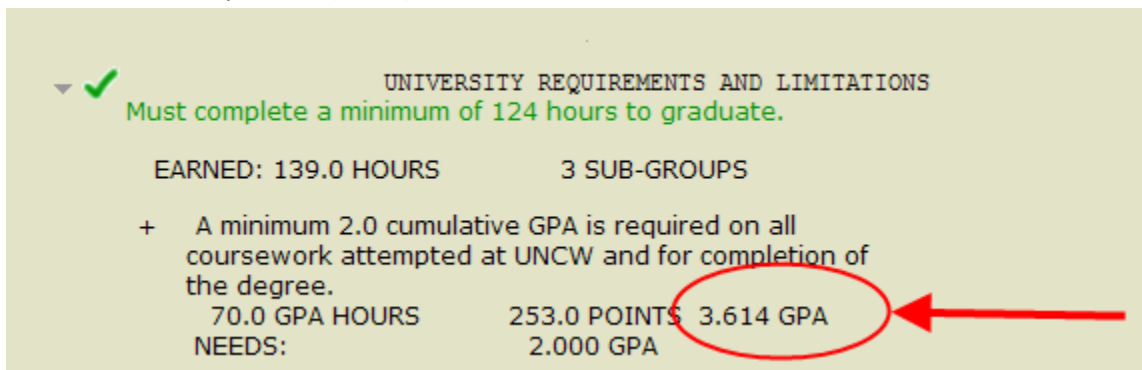 UNIVERSITY REQUIREMENTS AND LIMITATIONS
Must complete a minimum of 124 hours to graduate.
EARNED: 139.0 HOURS 3 SUB-GROUPS
+ A minimum 2.0 cumulative GPA is required on all
coursework attempted at UNCW and for completion of
the degree.
70.0 GPA HOURS 253.0 POINTS 3.614 GPA
NEEDS: 2.000 GPA